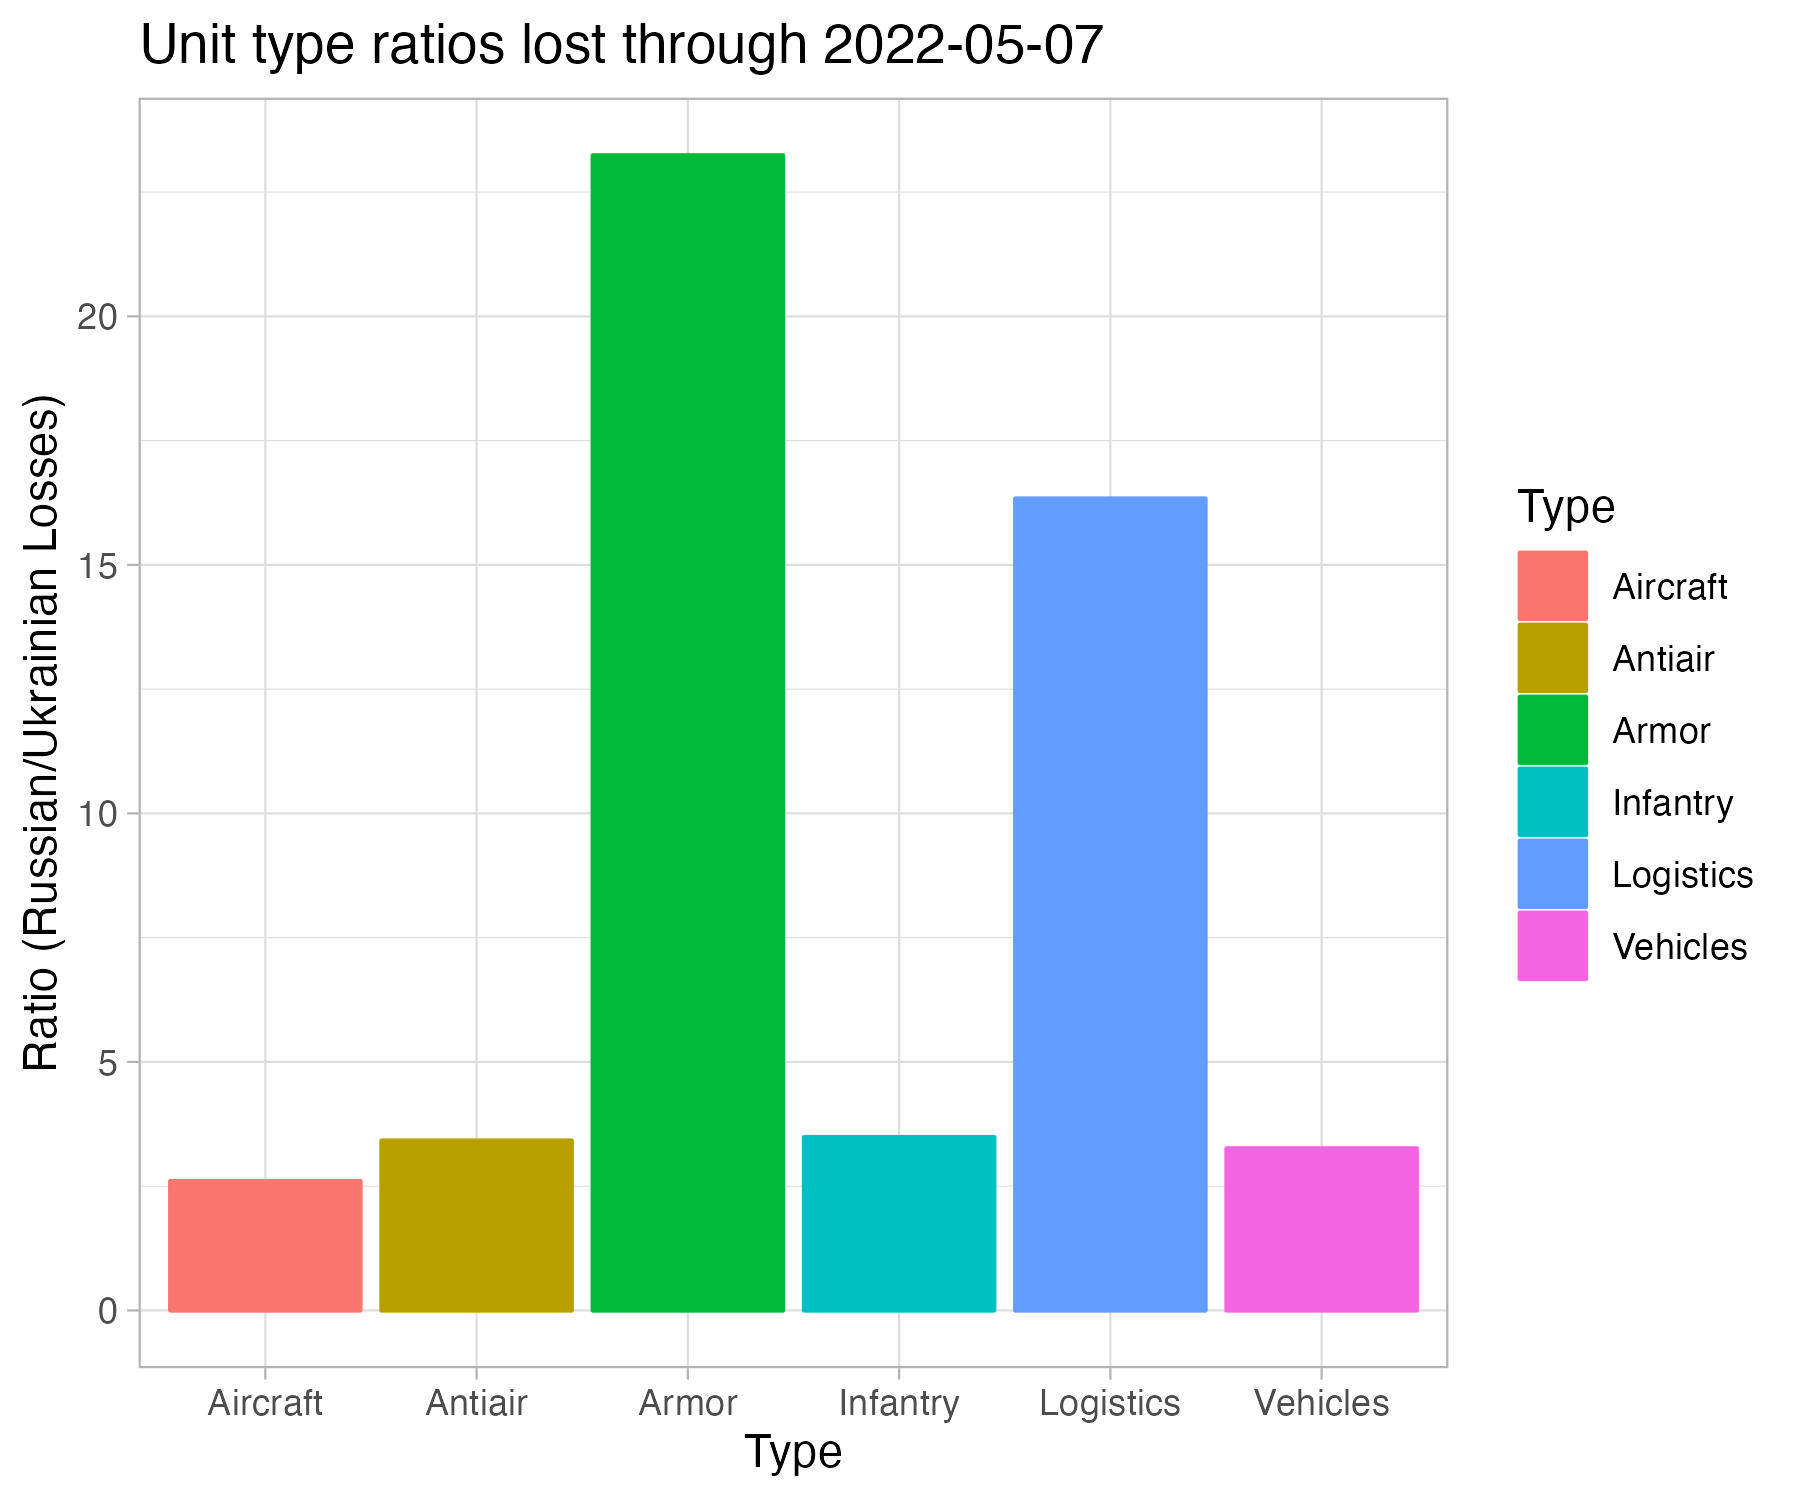 Unit type ratios lost through 2022-05-07
Ratio (Russian/Ukrainian Losses)
20
15
10
5
0
Aircraft Antiair Armor Infantry Logistics Vehicles
Type
Type
Aircraft
Antiair
Armor
Infantry
Logistics
Vehicles